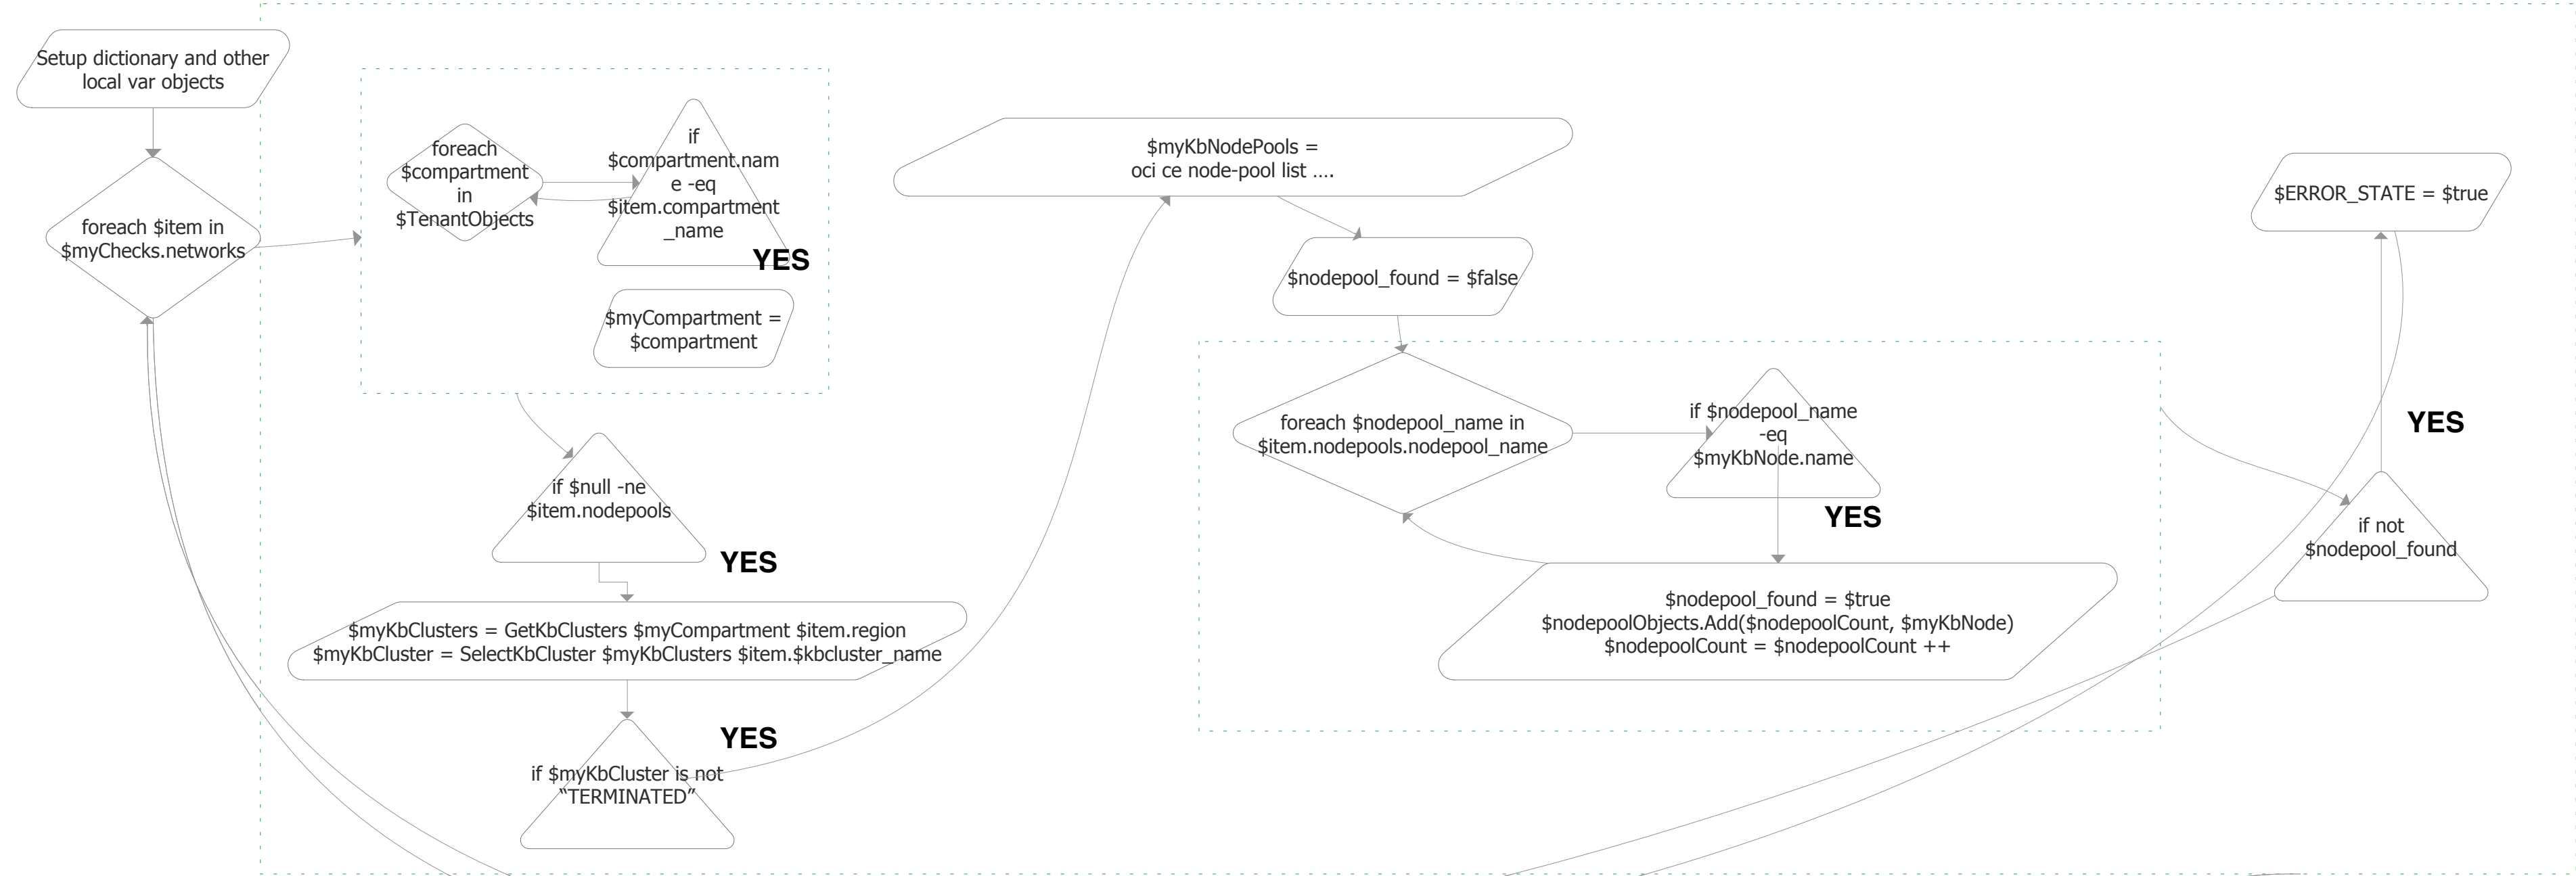 Setup dictionary and other
local var objects
foreach $item in
$myChecks.networks
foreach
$compartment
in
$TenantObjects
if
$compartment.nam
e -eq
$item.compartment
_name
YES
$myCompartment =
$compartment
if $null -ne
$item.nodepools
YES
$myKbClusters = GetKbClusters $myCompartment $item.region
$myKbCluster = SelectKbCluster $myKbClusters $item.$kbcluster_name
if $myKbCluster is not
“TERMINATED”
YES
$myKbNodePools =
oci ce node-pool list ....
$nodepool_found = $false
foreach $nodepool_name in
$item.nodepools.nodepool_name
if $nodepool_name
-eq
$myKbNode.name
YES
$nodepool_found = $true
$nodepoolObjects.Add($nodepoolCount, $myKbNode)
$nodepoolCount = $nodepoolCount ++
if not
$nodepool_found
YES
$ERROR_STATE = $true